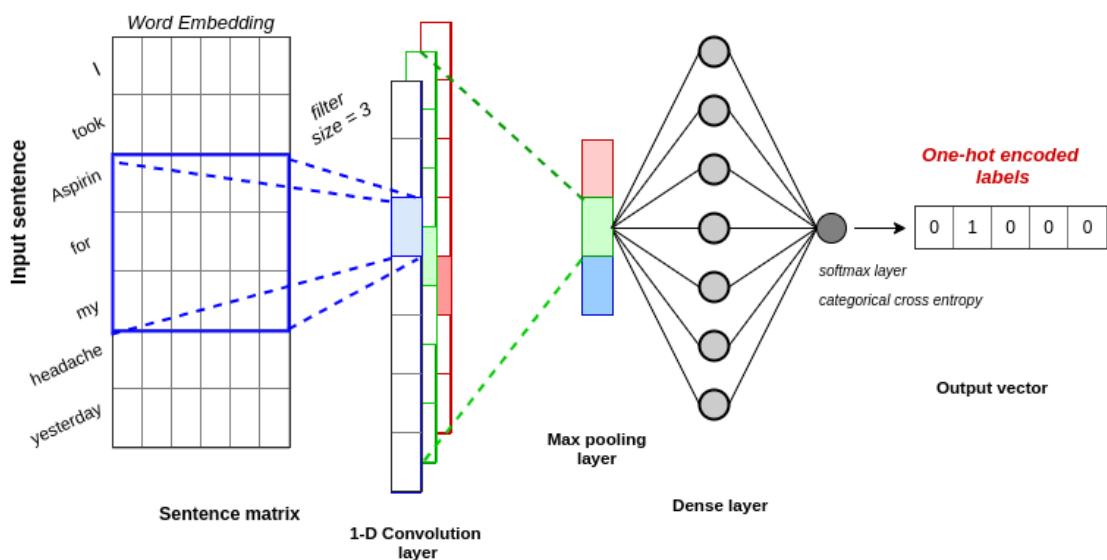 Word Embedding
Input sentence
I
took
Aspirin
for
my
headache
yesterday
filter
size = 3
Sentence matrix
1-D Convolution
layer
Max pooling
layer
Dense layer
softmax layer
categorical cross entropy
One-hot encoded
labels
0 1 0 0 0
Output vector